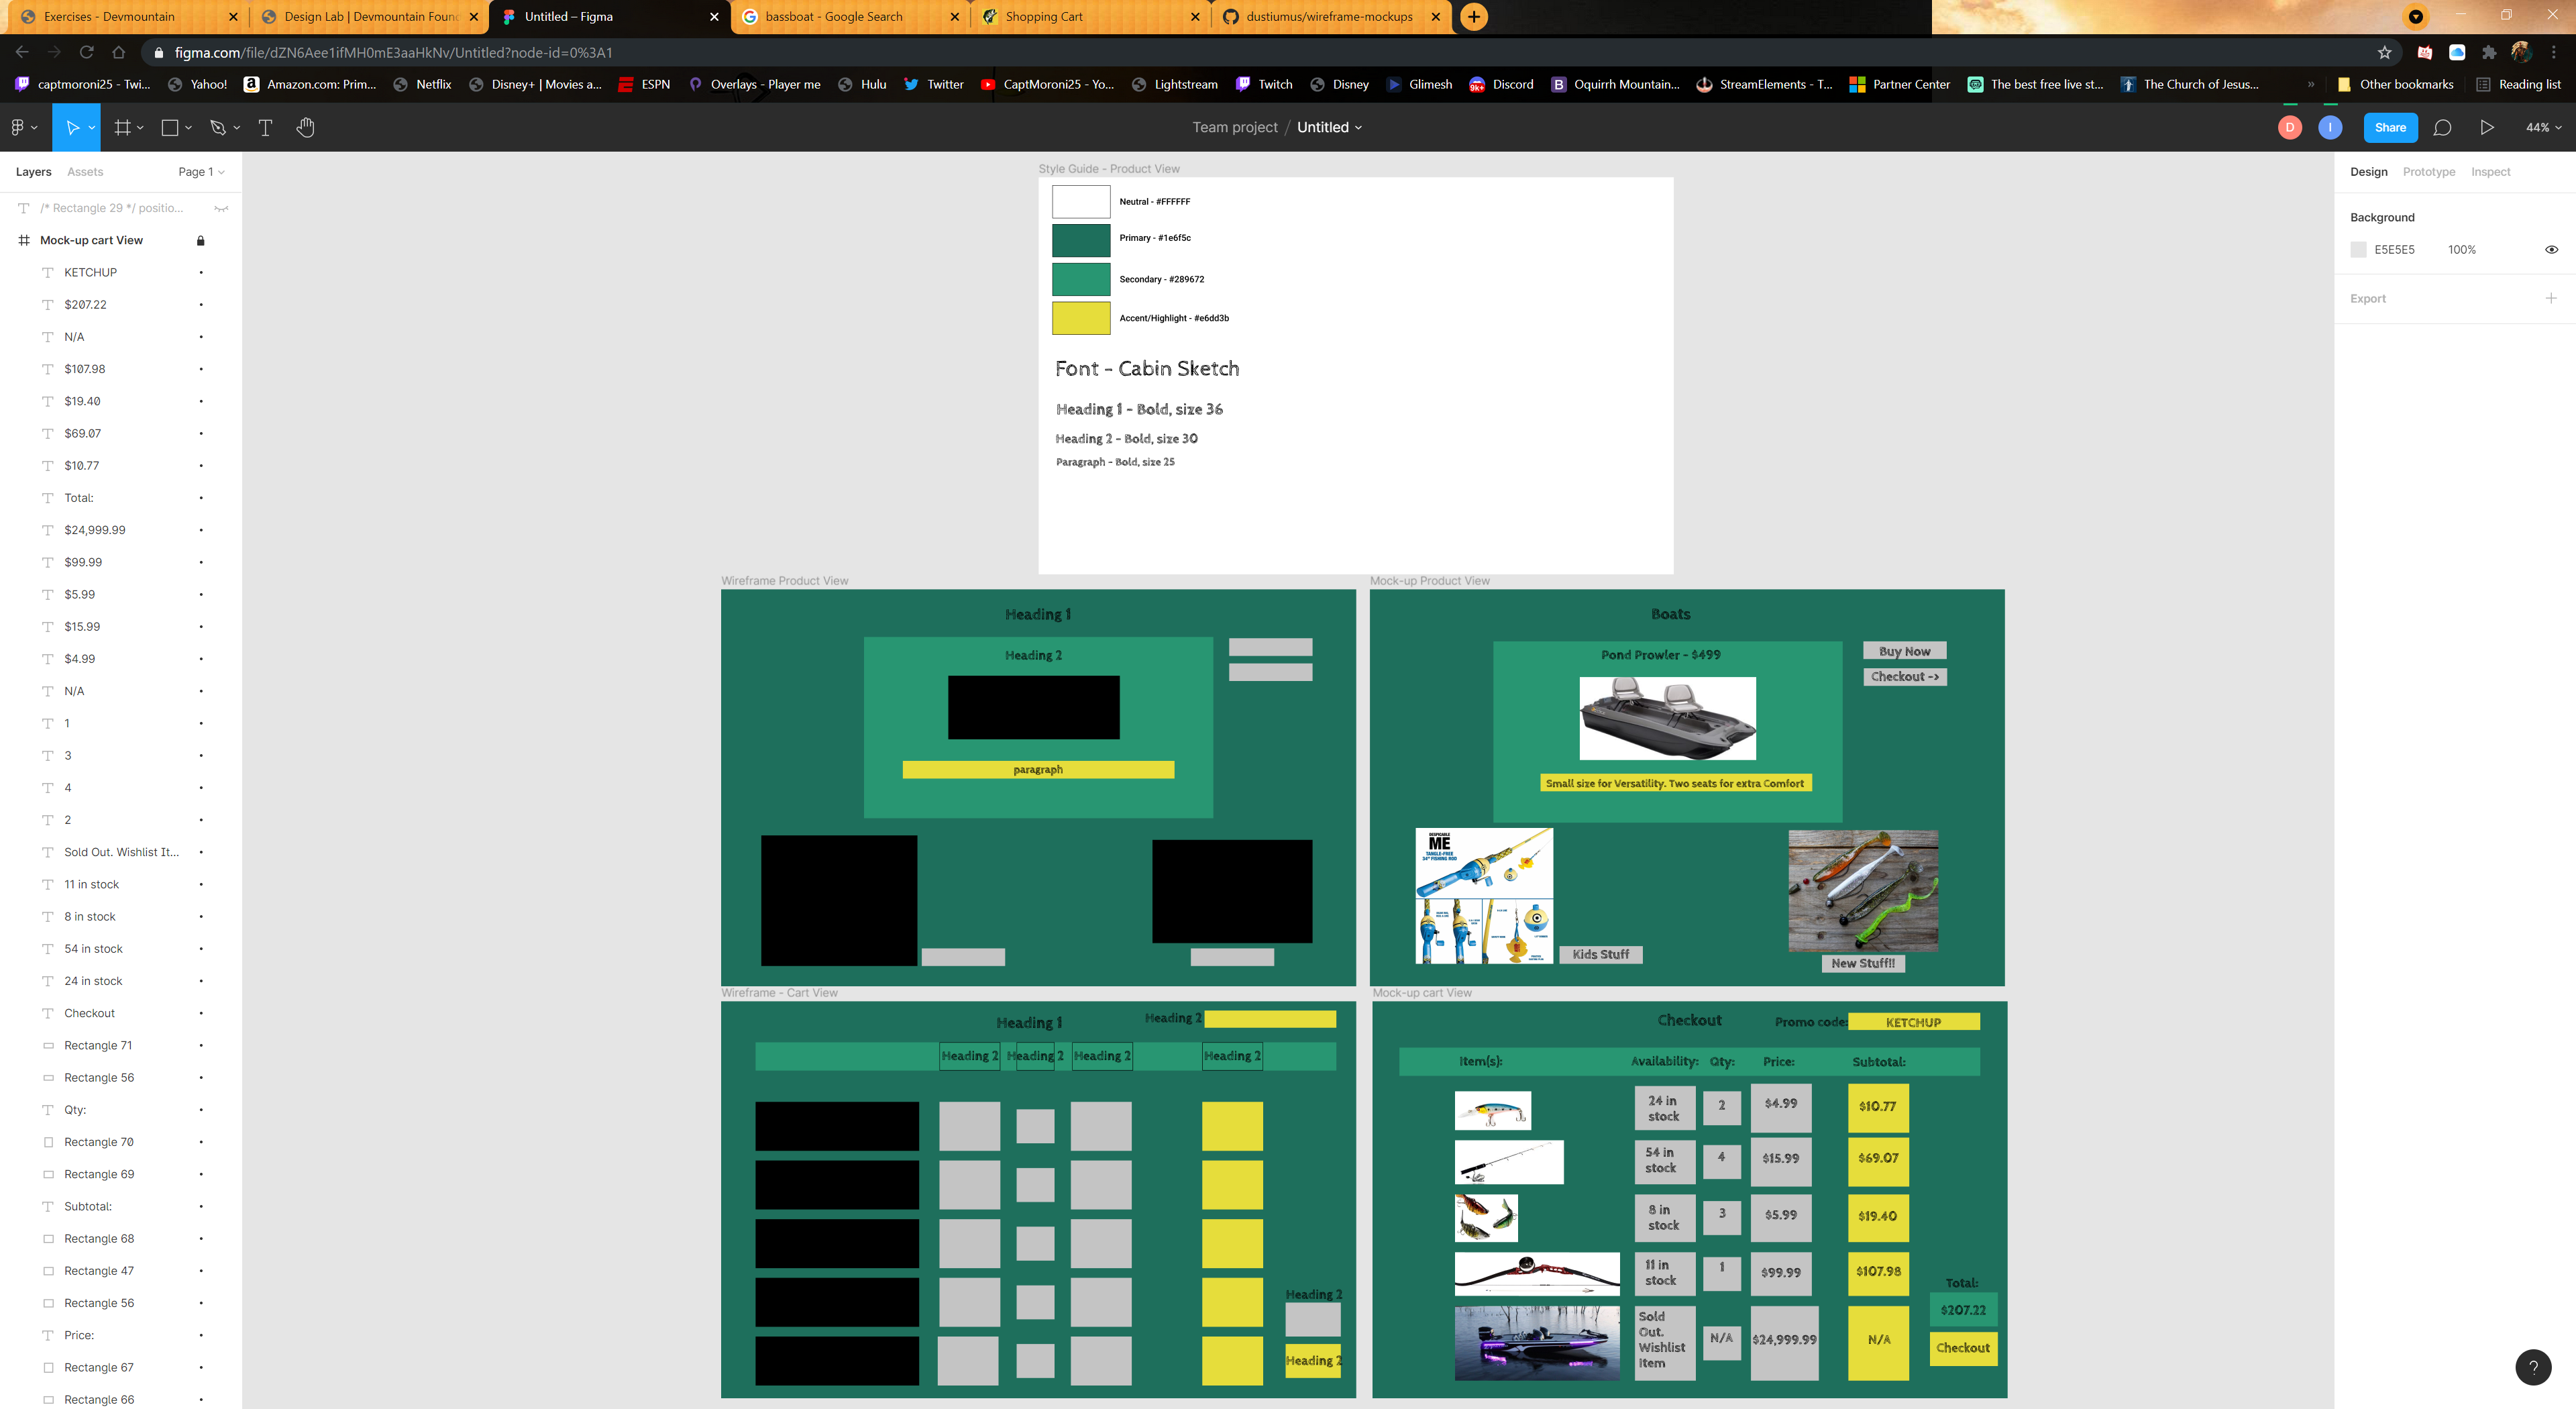 Exercises - Devmountain
Design Lab | Devmountain Foun
Untitled – Figma
bassboat - Google Search
Shopping Cart
dustiumus/wireframe-mockups
figma.com/file/dZN6Aee1ifMH0mE3aaHkNv/Untitled?node-id=0%3A1
captmoroni25 - Twi...
Yahoo!
Amazon.com: Prim...
Netflix
Disney+ | Movies a...
ESPN
Overlays - Player me
Hulu
Twitter
CaptMoroni25 - Yo...
Lightstream
Twitch
Disney
Glimesh
Discord
Oquirrh Mountain...
StreamElements - T...
Partner Center
The best free live st...
The Church of Jesus...
»
Other bookmarks
Reading list
Team project / Untitled
D
I
Share
44%
Layers
Assets
Page 1
/* Rectangle 29 */ positio...
Mock-up cart View
KETCHUP
$207.22
N/A
$107.98
$19.40
$69.07
$10.77
Total:
$24,999.99
$99.99
$5.99
$15.99
$4.99
N/A
1
3
4
2
Sold Out. Wishlist It...
11 in stock
8 in stock
54 in stock
24 in stock
Checkout
Rectangle 71
Rectangle 56
Qty:
Rectangle 70
Rectangle 69
Subtotal:
Rectangle 68
Rectangle 47
Rectangle 56
Price:
Rectangle 67
Rectangle 66
Style Guide - Product View
Neutral - #FFFFFF
Primary - #1e6f5c
Secondary - #289672
Accent/Highlight - #e6dd3b
Font - Cabin Sketch
Heading 1 - Bold, size 36
Heading 2 - Bold, size 30
Paragraph - Bold, size 25
Wireframe Product View
Heading 1
Heading 2
paragraph
Mock-up Product View
Boats
Pond Prowler - $499
Buy Now
Checkout ->
Small size for Versatility. Two seats for extra Comfort
DESPICABLE
ME
TANGLE-FREE
34" FISHING ROD
Kids Stuff
New Stuff!!
Wireframe - Cart View
Heading 1
Heading 2
Heading 2 Heading 2 Heading 2 Heading 2
Heading 2
Heading 2
Mock-up cart View
Checkout
Promo code: KETCHUP
Item(s): Availability: Qty: Price: Subtotal:
24 in
stock
2
$4.99
$10.77
54 in
stock
4
$15.99
$69.07
8 in
stock
3
$5.99
$19.40
11 in
stock
1
$99.99
$107.98
Sold
Out.
Wishlist
Item
N/A
$24,999.99
N/A
Total:
$207.22
Checkout
Design
Prototype
Inspect
Background
E5E5E5
100%
Export
?